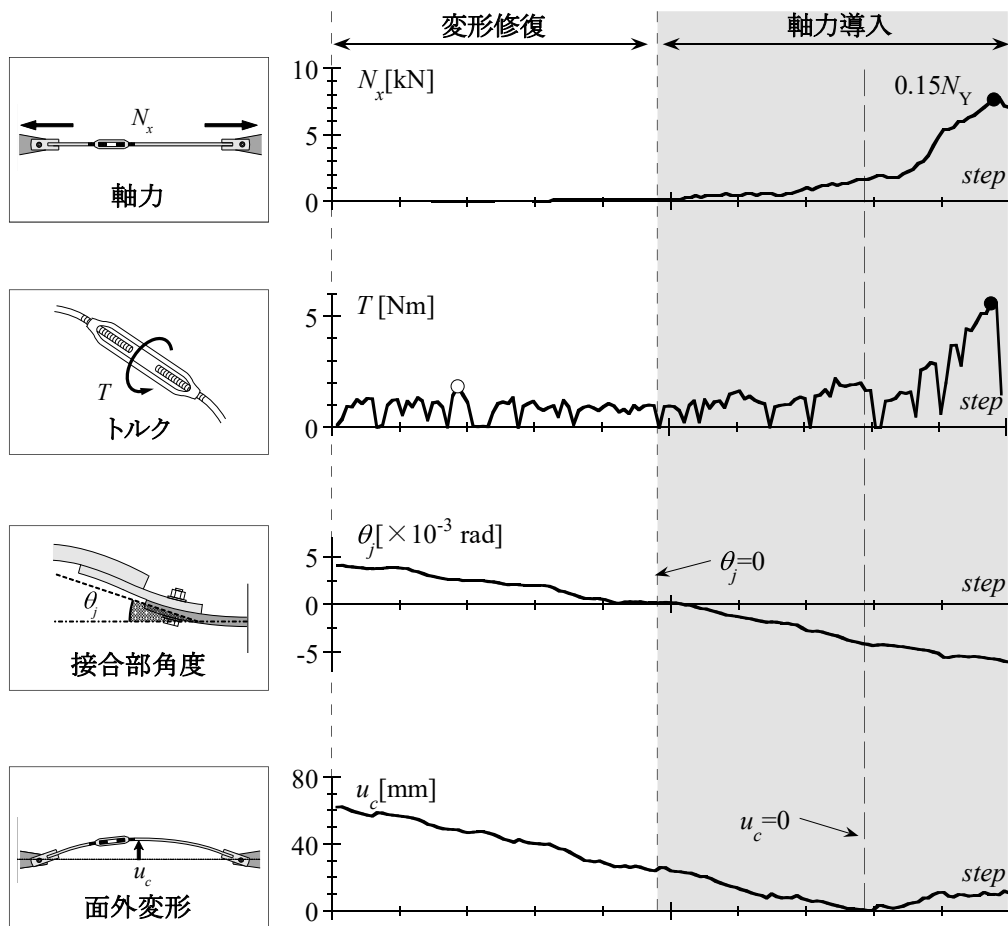 変形修復
軸力導入
N_x
軸力
10
5
0
N_x[kN]
0.15N_Y
step
T
トルク
5
0
T [Nm]
step
θ_j
接合部角度
5
0
-5
θ_j[×10^-3 rad]
θ_j=0
step
u_c
面外変形
80
40
0
u_c[mm]
u_c=0
step